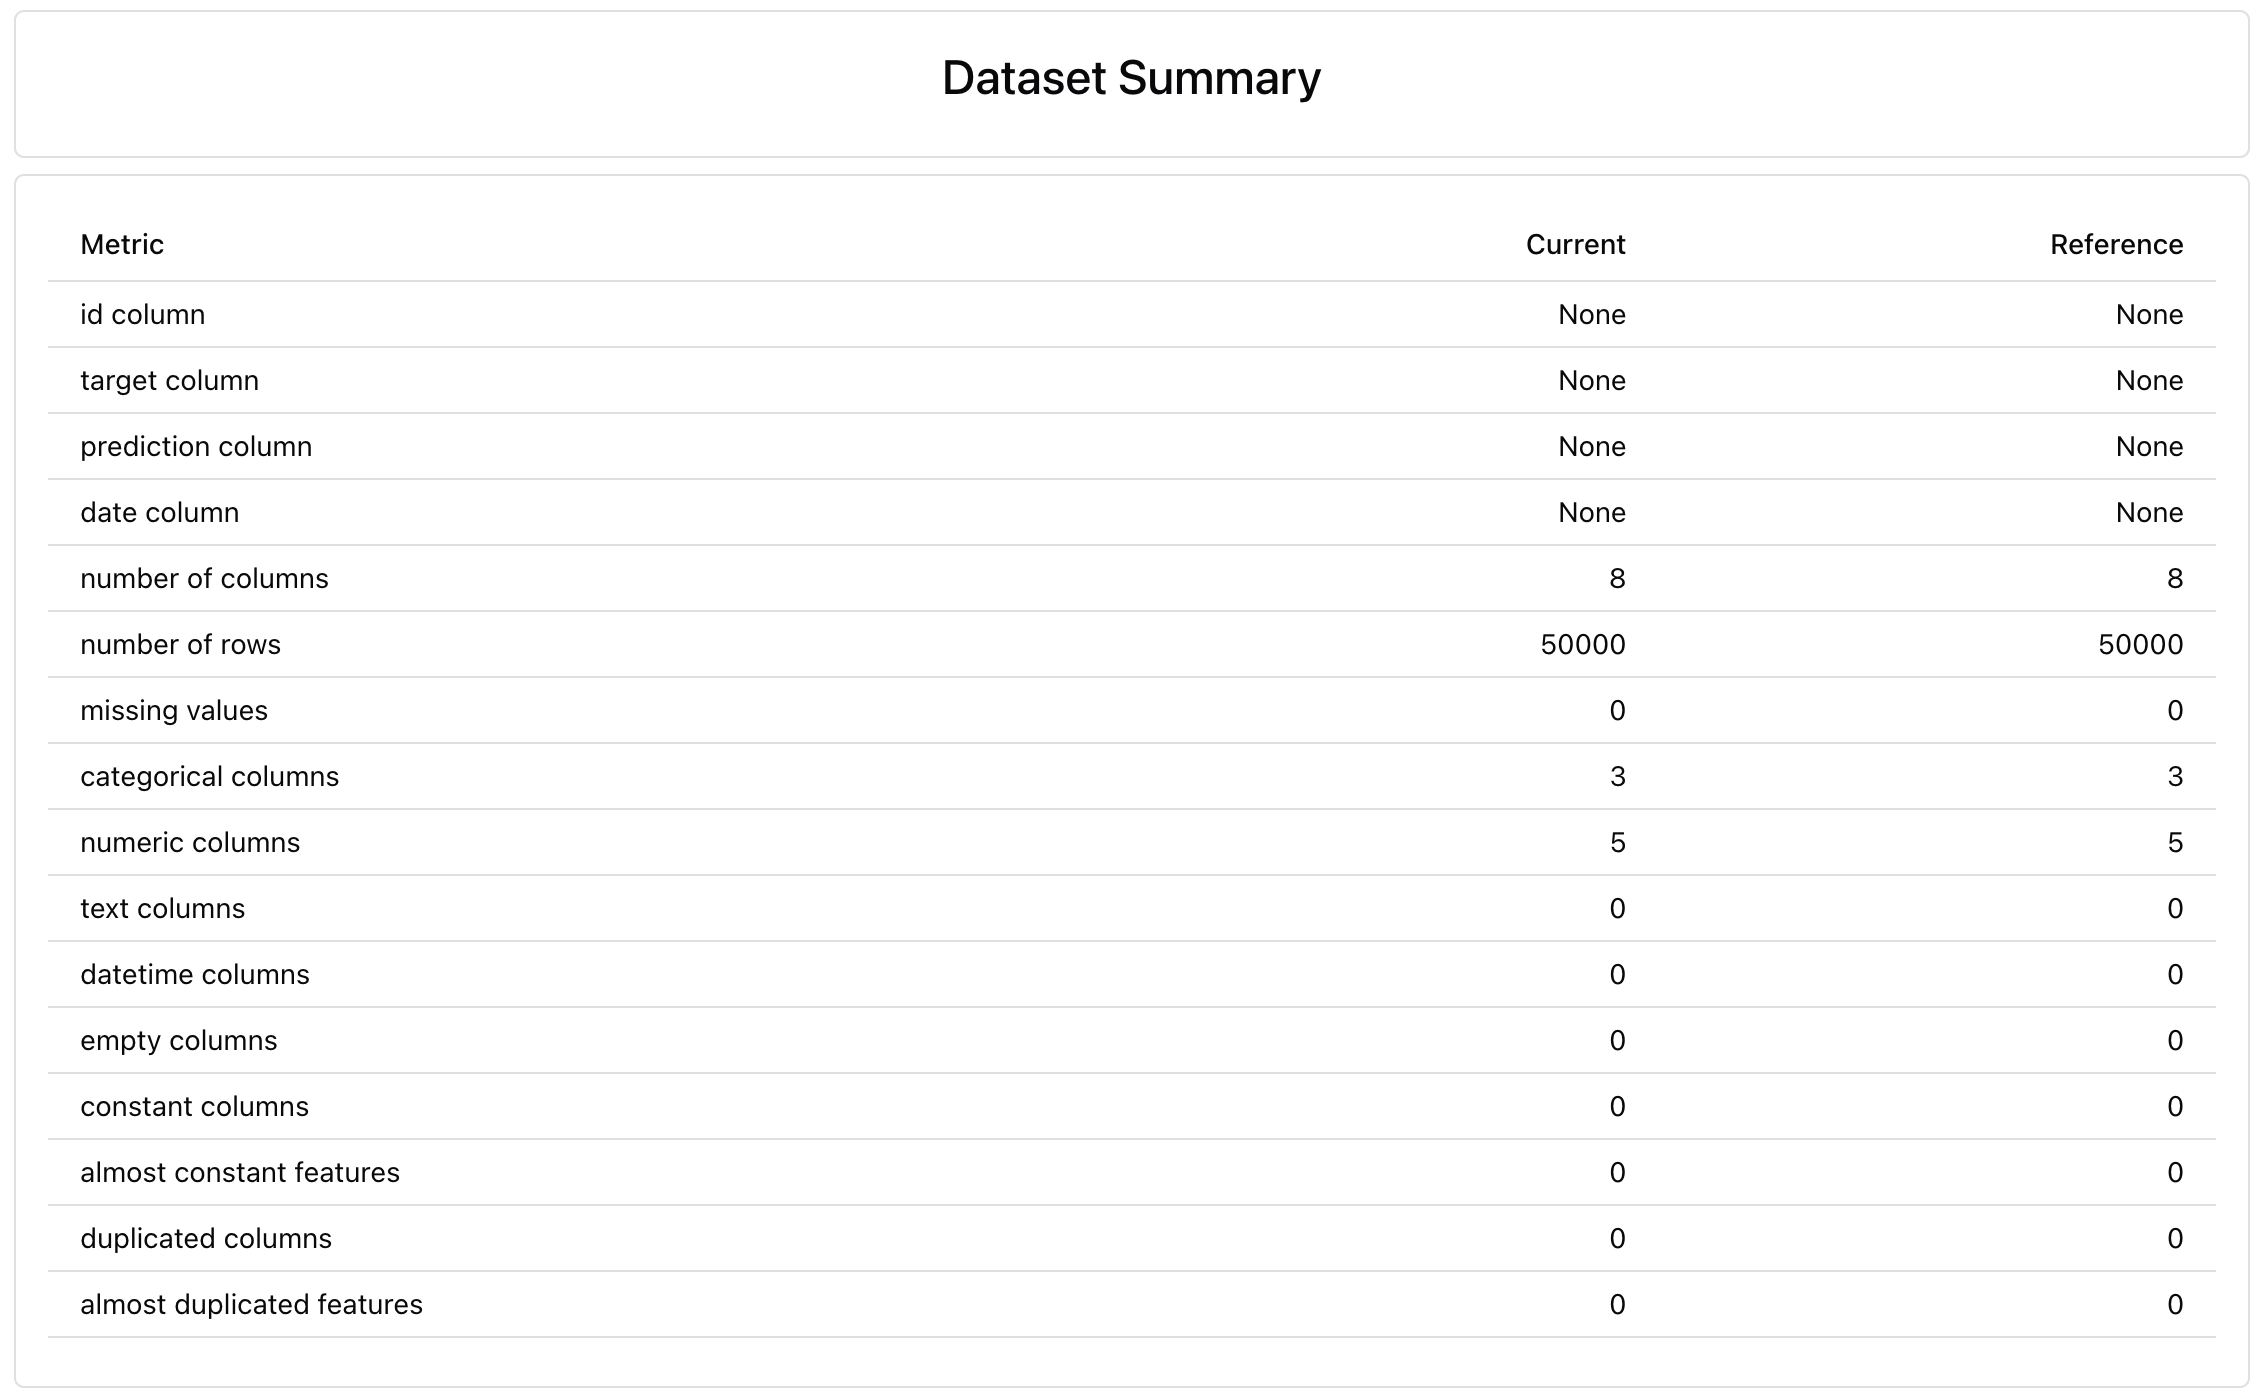 Dataset Summary
Metric Current Reference
id column None None
target column None None
prediction column None None
date column None None
number of columns 8 8
number of rows 50000 50000
missing values 0 0
categorical columns 3 3
numeric columns 5 5
text columns 0 0
datetime columns 0 0
empty columns 0 0
constant columns 0 0
almost constant features 0 0
duplicated columns 0 0
almost duplicated features 0 0